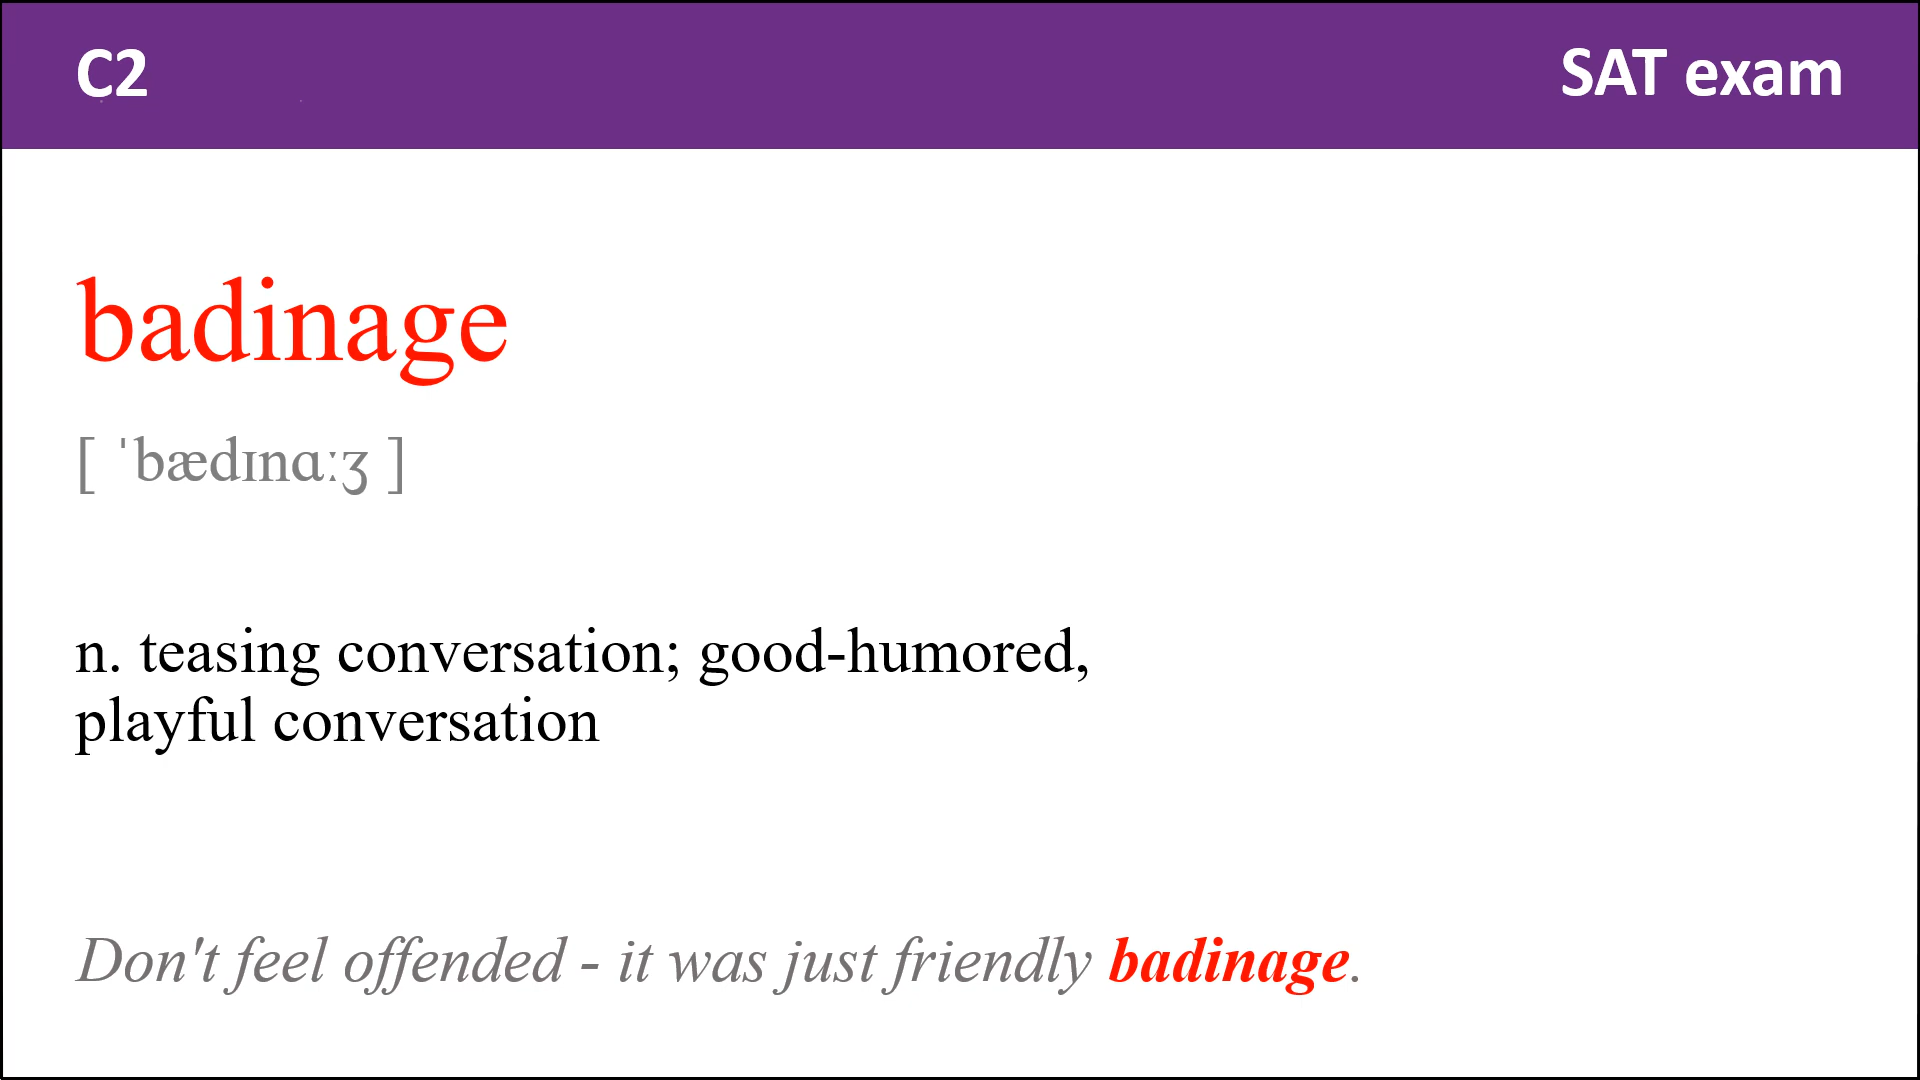 C2 SAT exam
badinage
[ ˈbædɪnɑːʒ ]
n. teasing conversation; good-humored,
playful conversation
Don't feel offended - it was just friendly badinage.